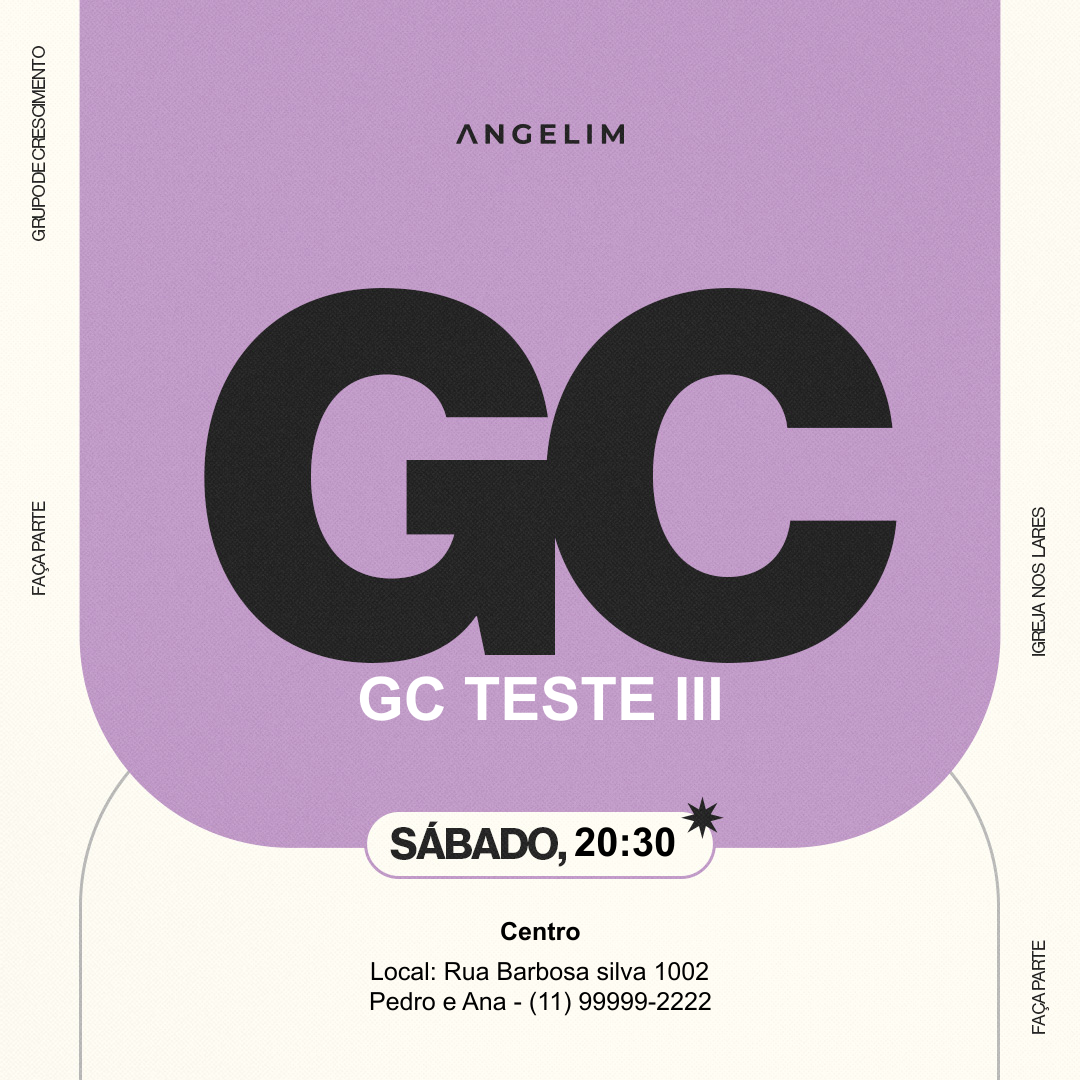 GRUPO DE CRESCIMENTO
FAÇA PARTE
ANGELIM
GC
GC TESTE III
SÁBADO, 20:30
Centro
Local: Rua Barbosa silva 1002
Pedro e Ana - (11) 99999-2222
IGREJA NOS LARES
FAÇA PARTE